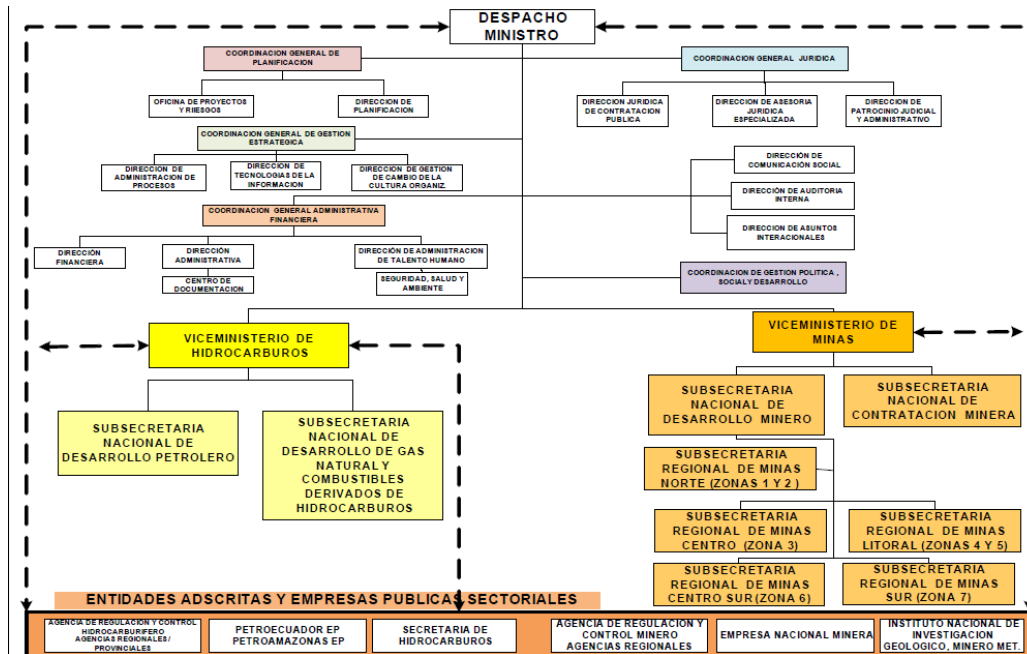 DESPACHO
MINISTRO
COORDINACION GENERAL DE
PLANIFICACION
COORDINACION GENERAL JURIDICA
OFICINA DE PROYECTOS
Y RIIESGOS
DIRECCION DE
PLANIFICACION
DIRECCION JURIDICA
DE CONTRATACION
PUBLICA
DIRECCION DE ASESORIA
JURIDICA
ESPECIALIZADA
DIRECCION DE
PATROCINIO JUDICIAL
Y ADMINISTRATIVO
COORDINACION GENERAL DE GESTION
ESTRATEGICA
DIRECCION DE
ADMINISTRACION DE
PROCESOS
DIRECCION DE
TECNOLOGIAS DE LA
INFORMACION
DIRECCION DE GESTION
DE CAMBIO DE LA
CULTURA ORGANIZ.
DIRECCIÓN DE
COMUNICACIÓN SOCIAL
DIRECCIÓN DE AUDITORIA
INTERNA
DIRECCION DE ASUNTOS
INTERACIONALES
COORDINACION GENERAL ADMINISTRATIVA
FINANCIERA
DIRECCIÓN
FINANCIERA
DIRECCIÓN
ADMINISTRATIVA
DIRECCIÓN DE ADMINISTRACION
DE TALENTO HUMANO
CENTRO DE
DOCUMENTACION
SEGURIDAD, SALUD Y
AMBIENTE
COORDINACION DE GESTION POLITICA ,
SOCIAL Y DESARROLLO
VICEMINISTERIO DE
HIDROCARBUROS
VICEMINISTERIO DE
MINAS
SUBSECRETARIA
NACIONAL DE
DESARROLLO PETROLERO
SUBSECRETARIA
NACIONAL DE
DESARROLLO DE GAS
NATURAL Y
COMBUSTIBLES
DERIVADOS DE
HIDROCARBUROS
SUBSECRETARIA
NACIONAL DE
DESARROLLO MINERO
SUBSECRETARIA
NACIONAL DE
CONTRATACION MINERA
SUBSECRETARIA
REGIONAL DE MINAS
NORTE (ZONAS 1 Y 2 )
SUBSECRETARIA
REGIONAL DE MINAS
CENTRO (ZONA 3)
SUBSECRETARIA
REGIONAL DE MINAS
LITORAL (ZONAS 4 Y 5)
SUBSECRETARIA
REGIONAL DE MINAS
CENTRO SUR (ZONA 6)
SUBSECRETARIA
REGIONAL DE MINAS
SUR (ZONA 7)
ENTIDADES ADSCRITAS Y EMPRESAS PUBLICAS SECTORIALES
AGENCIA DE REGULACION Y CONTROL
HIDROCARBURIFERO
AGENCIAS REGIONALES /
PROVINCIALES
PETROECUADOR EP
PETROAMAZONAS EP
SECRETARIA DE
HIDROCARBUROS
AGENCIA DE REGULACION Y
CONTROL MINERO
AGENCIAS REGIONALES
EMPRESA NACIONAL MINERA
INSTITUTO NACIONAL DE
INVESTIGACION
GEOLOGICO, MINERO MET.